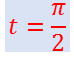 t = π/2